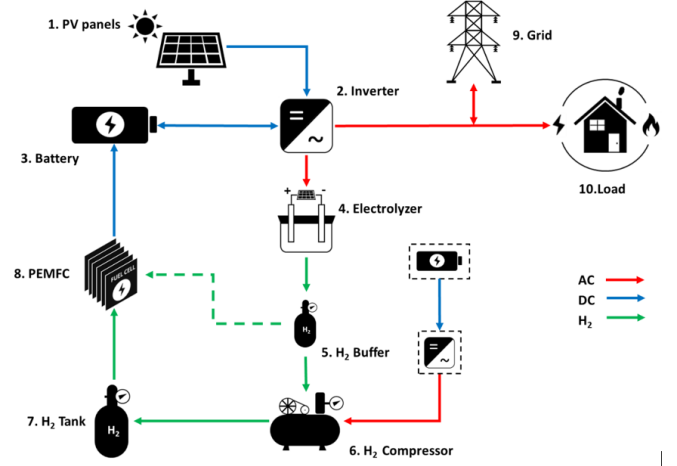 1. PV panels
9. Grid
2. Inverter
3. Battery
10.Load
+ -
4. Electrolyzer
8. PEMFC
FUEL CELL
AC
DC
H₂
H₂
5. H₂ Buffer
7. H₂ Tank
H₂
6. H₂ Compressor